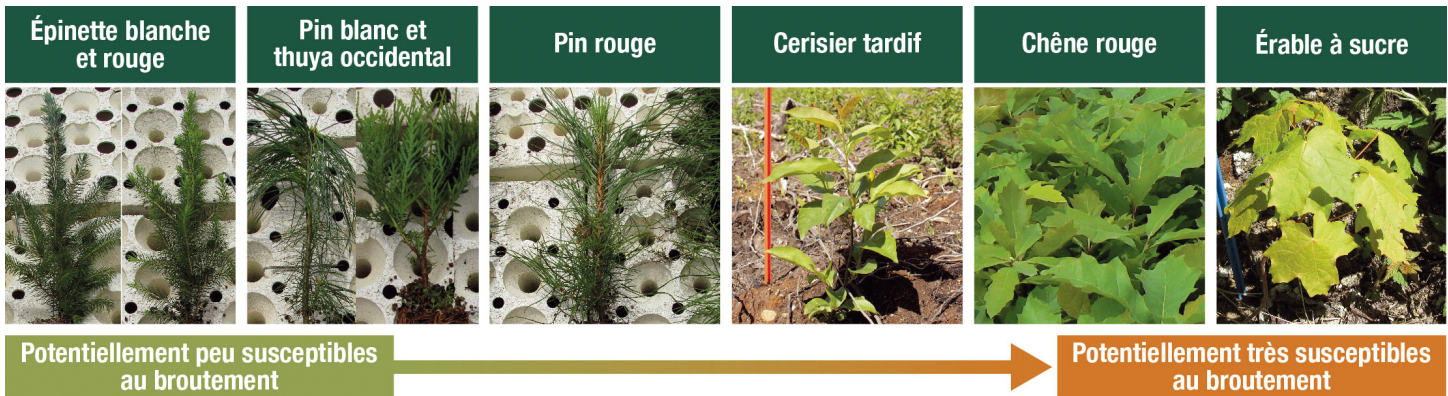 Épinette blanche
et rouge
Pin blanc et
thuya occidental
Pin rouge
Cerisier tardif
Chêne rouge
Érable à sucre
Potentiellement peu susceptibles
au broutement
Potentiellement très susceptibles
au broutement